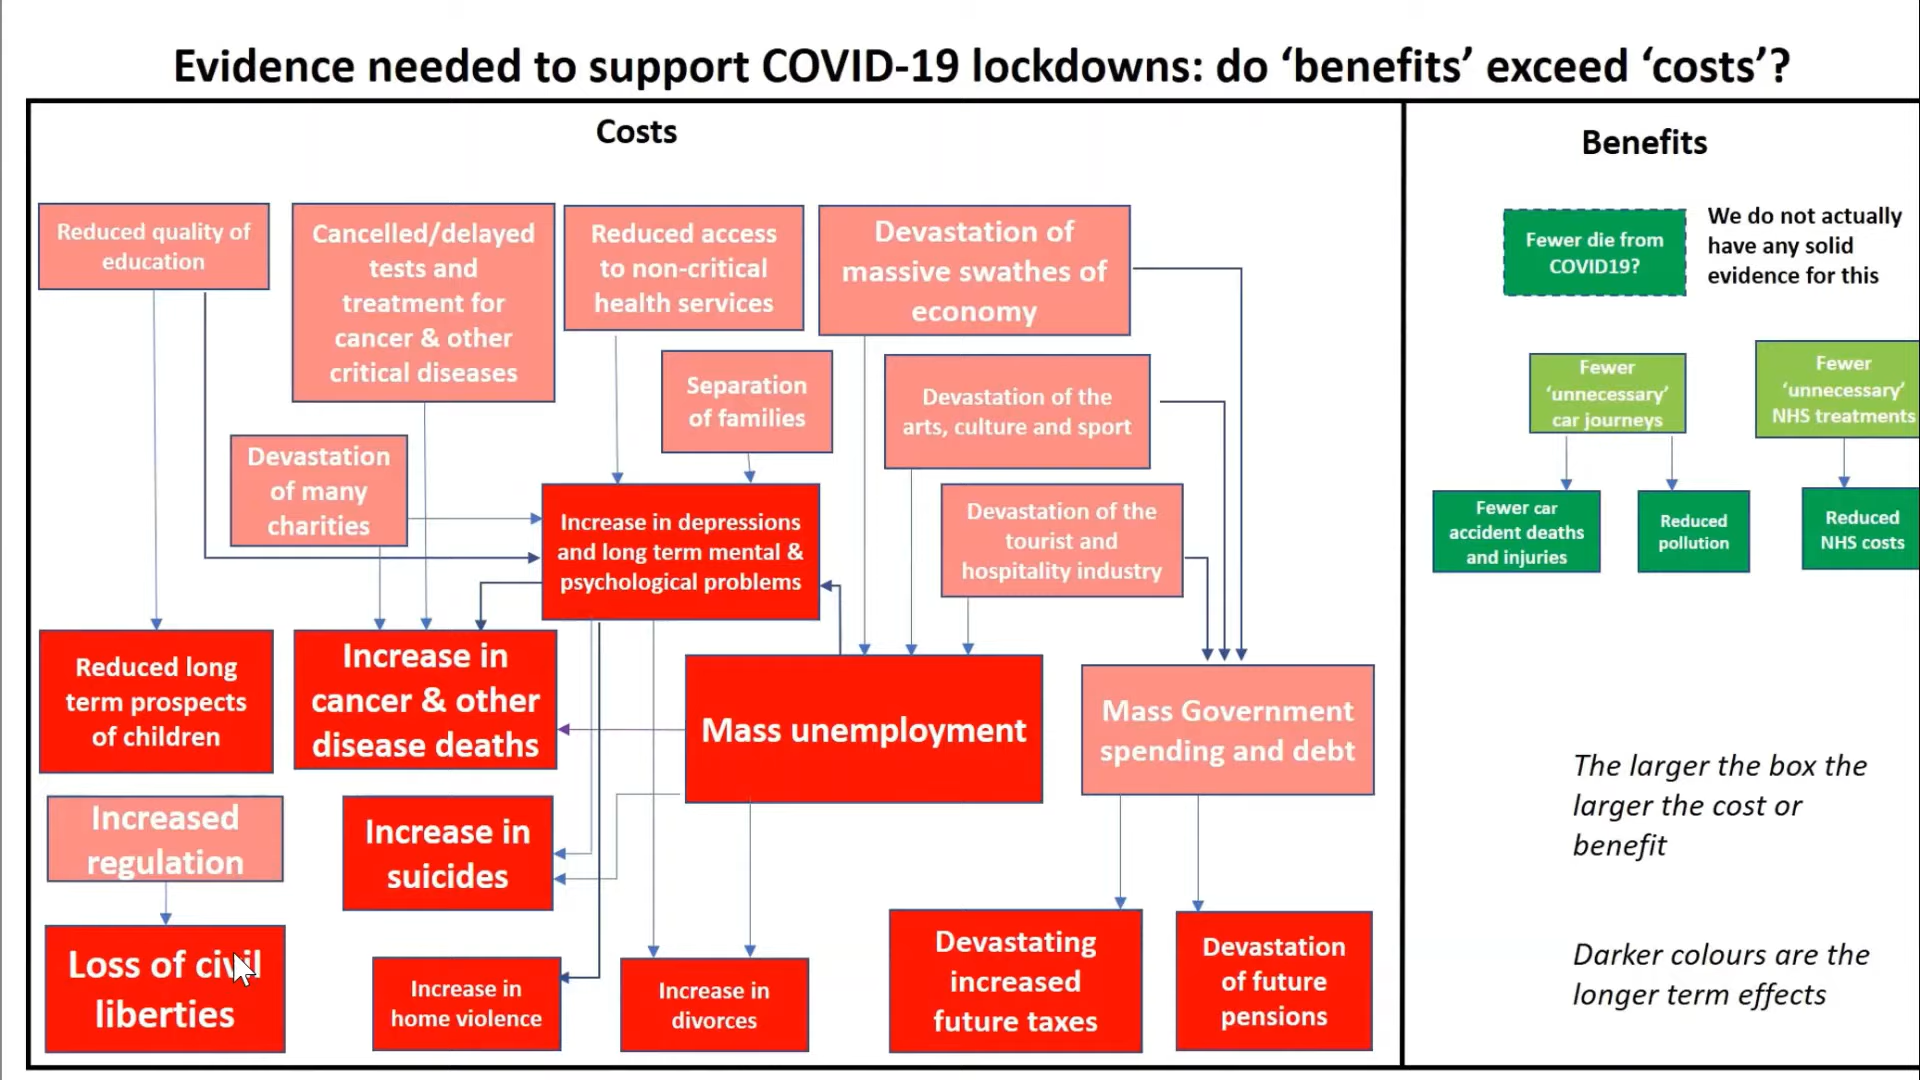 Evidence needed to support COVID-19 lockdowns: do ‘benefits’ exceed ‘costs’?
Costs
Reduced quality of
education
Cancelled/delayed
tests and
treatment for
cancer & other
critical diseases
Reduced access
to non-critical
health services
Devastation of
massive swathes of
economy
Separation
of families
Devastation of the
arts, culture and sport
Devastation
of many
charities
Increase in depressions
and long term mental &
psychological problems
Devastation of the
tourist and
hospitality industry
Reduced long
term prospects
of children
Increase in
cancer & other
disease deaths
Mass unemployment
Mass Government
spending and debt
Increased
regulation
Increase in
suicides
Loss of civil
liberties
Increase in
home violence
Increase in
divorces
Devastating
increased
future taxes
Devastation
of future
pensions
Benefits
Fewer die from
COVID19?
We do not actually
have any solid
evidence for this
Fewer
‘unnecessary’
car journeys
Fewer
‘unnecessary’
NHS treatments
Fewer car
accident deaths
and injuries
Reduced
pollution
Reduced
NHS costs
The larger the box the
larger the cost or
benefit
Darker colours are the
longer term effects